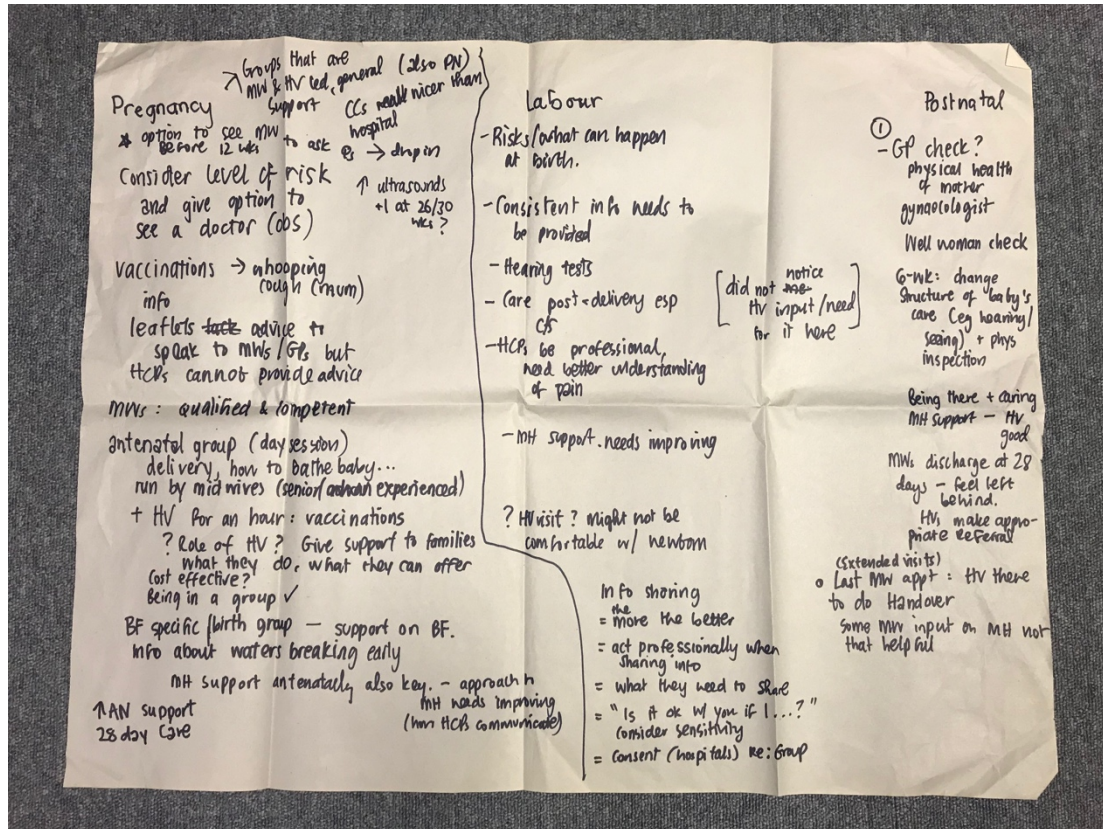 Pregnancy
↗ Groups that are
MW & HV led, general (also PN)
support
CCs nicer than
hospital
* option to see MW
before 12 wks to ask Qs → drop in
Consider level of risk
and give option to
see a doctor (obs)
↑ ultrasounds
+1 at 26/30
wks?
vaccinations → whooping
cough (mum)
info
leaflets advice to
speak to MWs/GPs but
HCPs cannot provide advice
MWs: qualified & competent
antenatal group (day session)
delivery, how to bathe baby...
run by midwives (senior/ experienced)
+ HV for an hour: vaccinations
? Role of HV? Give support to families
what they do, what they can offer
Cost effective?
Being in a group ✓
BF specific /birth group - support on BF.
Info about waters breaking early
MH support antenatally also key. - approach to
MH needs improving
(how HCPs communicate)
↑ AN support
28 day care
Labour
- Risks/what can happen
at birth.
- Consistent info needs to
be provided
- Hearing tests
- Care post-delivery esp
c/s
- HCPs be professional,
need better understanding
of pain
- MH support. needs improving
? HV visit? Might not be
comfortable w/ newborn
[did not notice
HV input/need
for it here]
Info sharing
= the more the better
= act professionally when
sharing info
= what they need to share
= "Is it ok w/ you if I...?"
consider sensitivity
= Consent (hospitals) Re: Group
Postnatal
①
- GP check?
physical health
of mother
gynaecologist
Well woman check
6-wk: change
structure of "baby's
care (eg hearing/
seeing) + phys
inspection
Being there + caring
MH support - HV
good
MWs discharge at 28
days - feel left
behind.
HVs make appro-
priate referral
(Extended visits)
o Last MW appt: HV there
to do Handover
Some MW input on MH not
that helpful